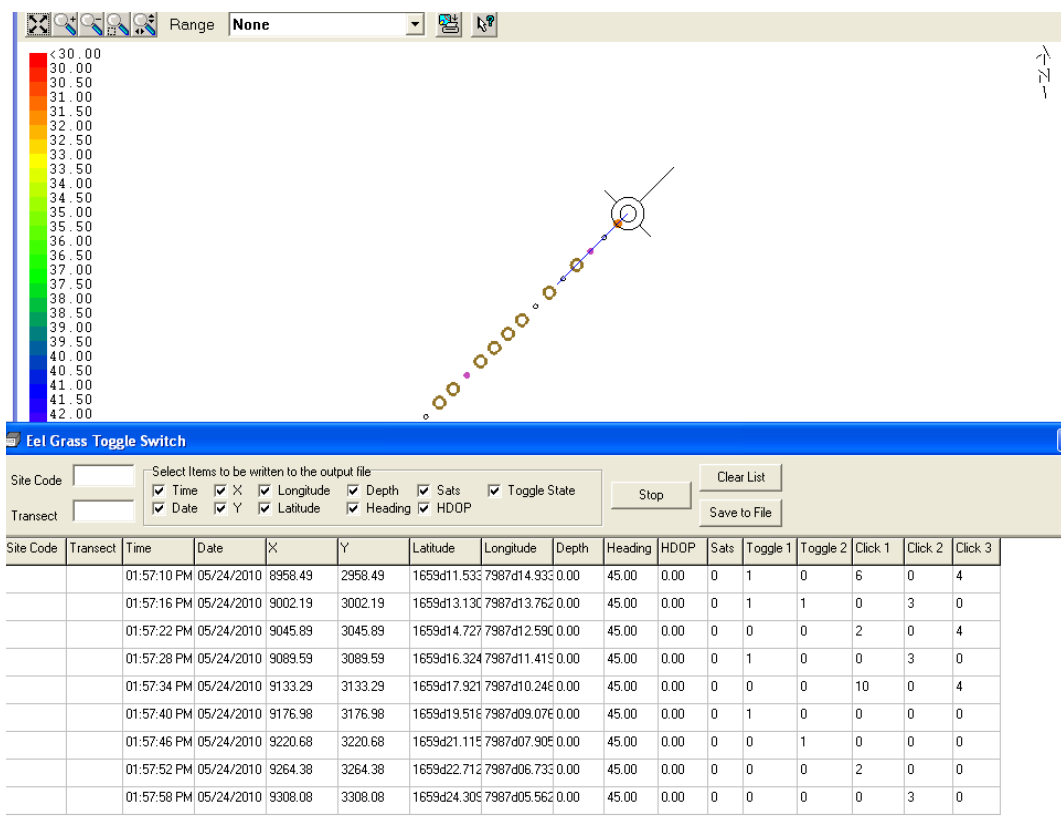 Range None
<30.00
30.00
30.50
31.00
31.50
32.00
32.50
33.00
33.50
34.00
34.50
35.00
35.50
36.00
36.50
37.00
37.50
38.00
38.50
39.00
39.50
40.00
40.50
41.00
41.50
42.00
N
Eel Grass Toggle Switch
Site Code
Transect
Select Items to be written to the output file
Time X Longitude Depth Sats Toggle State
Date Y Latitude Heading HDOP
Stop
Clear List
Save to File
Site Code Transect Time Date X Y Latitude Longitude Depth Heading HDOP Sats Toggle 1 Toggle 2 Click 1 Click 2 Click 3
01:57:10 PM 05/24/2010 8958.49 2958.49 1659d11.533 7987d14.933 0.00 45.00 0.00 0 1 0 6 0 4
01:57:16 PM 05/24/2010 9002.19 3002.19 1659d13.130 7987d13.762 0.00 45.00 0.00 0 1 1 0 3 0
01:57:22 PM 05/24/2010 9045.89 3045.89 1659d14.727 7987d12.590 0.00 45.00 0.00 0 0 0 2 0 4
01:57:28 PM 05/24/2010 9089.59 3089.59 1659d16.324 7987d11.419 0.00 45.00 0.00 0 1 0 0 3 0
01:57:34 PM 05/24/2010 9133.29 3133.29 1659d17.921 7987d10.248 0.00 45.00 0.00 0 0 0 10 0 4
01:57:40 PM 05/24/2010 9176.98 3176.98 1659d19.518 7987d09.076 0.00 45.00 0.00 0 1 0 0 0 0
01:57:46 PM 05/24/2010 9220.68 3220.68 1659d21.115 7987d07.905 0.00 45.00 0.00 0 0 1 0 0 0
01:57:52 PM 05/24/2010 9264.38 3264.38 1659d22.712 7987d06.733 0.00 45.00 0.00 0 0 0 2 0 0
01:57:58 PM 05/24/2010 9308.08 3308.08 1659d24.309 7987d05.562 0.00 45.00 0.00 0 0 0 0 3 0